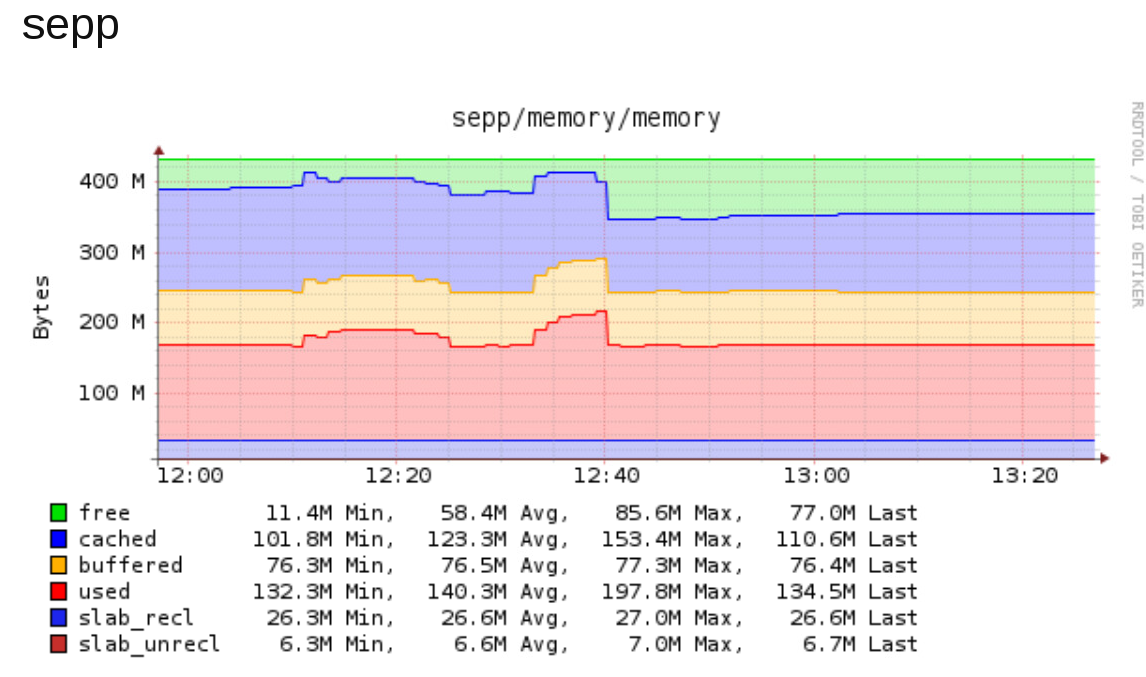 sepp
sepp/memory/memory
RRDTOOL / TOBI OETIKER
Bytes
400 M
300 M
200 M
100 M
12:00 12:20 12:40 13:00 13:20
free 11.4M Min, 58.4M Avg, 85.6M Max, 77.0M Last
cached 101.8M Min, 123.3M Avg, 153.4M Max, 110.6M Last
buffered 76.3M Min, 76.5M Avg, 77.3M Max, 76.4M Last
used 132.3M Min, 140.3M Avg, 197.8M Max, 134.5M Last
slab_recl 26.3M Min, 26.6M Avg, 27.0M Max, 26.6M Last
slab_unrecl 6.3M Min, 6.6M Avg, 7.0M Max, 6.7M Last